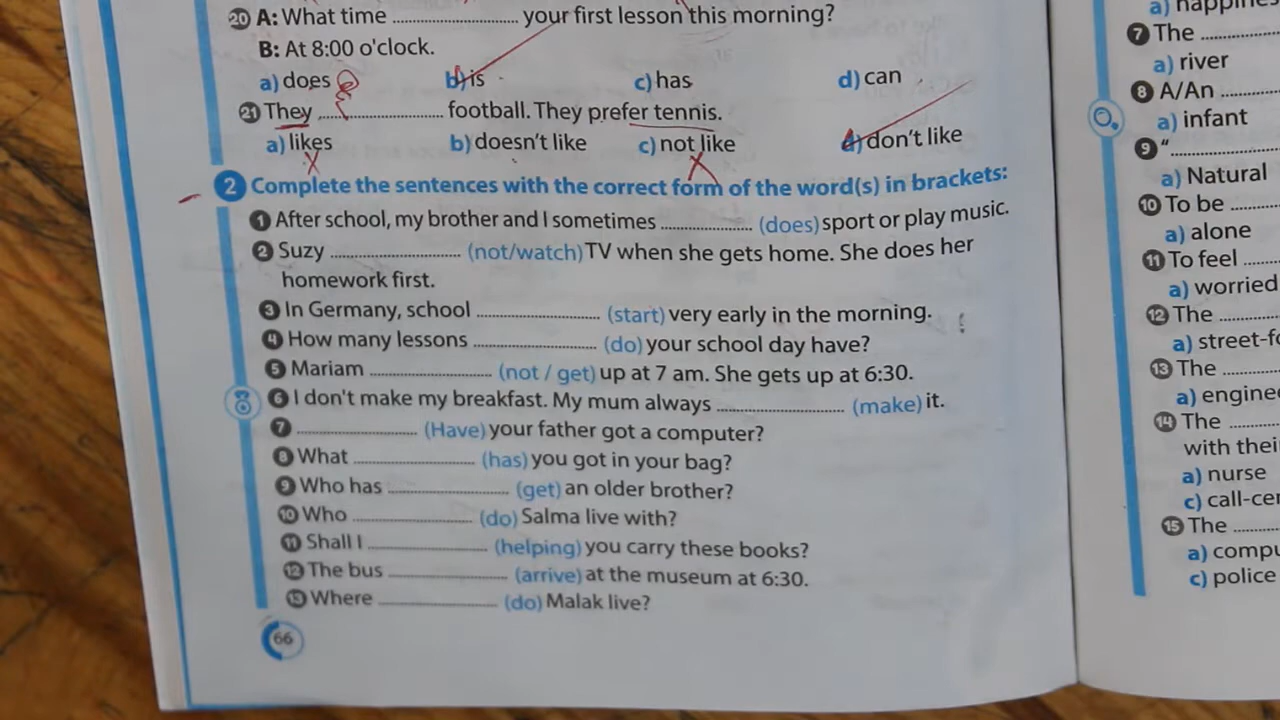 20 A: What time .................... your first lesson this morning?
B: At 8:00 o'clock.
a) does b) is c) has d) can
21 They .................... football. They prefer tennis.
a) likes b) doesn't like c) not like d) don't like
2 Complete the sentences with the correct form of the word(s) in brackets:
1 After school, my brother and I sometimes .................... (does) sport or play music.
2 Suzy .................... (not/watch) TV when she gets home. She does her
homework first.
3 In Germany, school .................... (start) very early in the morning.
4 How many lessons .................... (do) your school day have?
5 Mariam .................... (not / get) up at 7 am. She gets up at 6:30.
6 I don't make my breakfast. My mum always .................... (make) it.
7 .................... (Have) your father got a computer?
8 What .................... (has) you got in your bag?
9 Who has .................... (get) an older brother?
10 Who .................... (do) Salma live with?
11 Shall I .................... (helping) you carry these books?
12 The bus .................... (arrive) at the museum at 6:30.
13 Where .................... (do) Malak live?
66
a)
7 The ..........
a) river
8 A/An ..........
a) infant
9 "..........
a) Natural
10 To be ..........
a) alone
11 To feel ..........
a) worried
12 The ..........
a) street-fo
13 The ..........
a) enginee
14 The ..........
with thei
a) nurse
c) call-cen
15 The ..........
a) compu
c) police